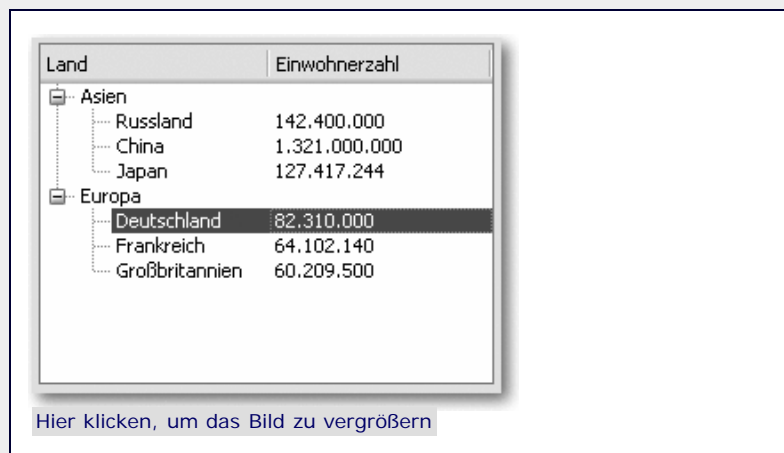 Land Einwohnerzahl
Asien
Russland 142.400.000
China 1.321.000.000
Japan 127.417.244
Europa
Deutschland 82.310.000
Frankreich 64.102.140
Großbritannien 60.209.500
Hier klicken, um das Bild zu vergrößern